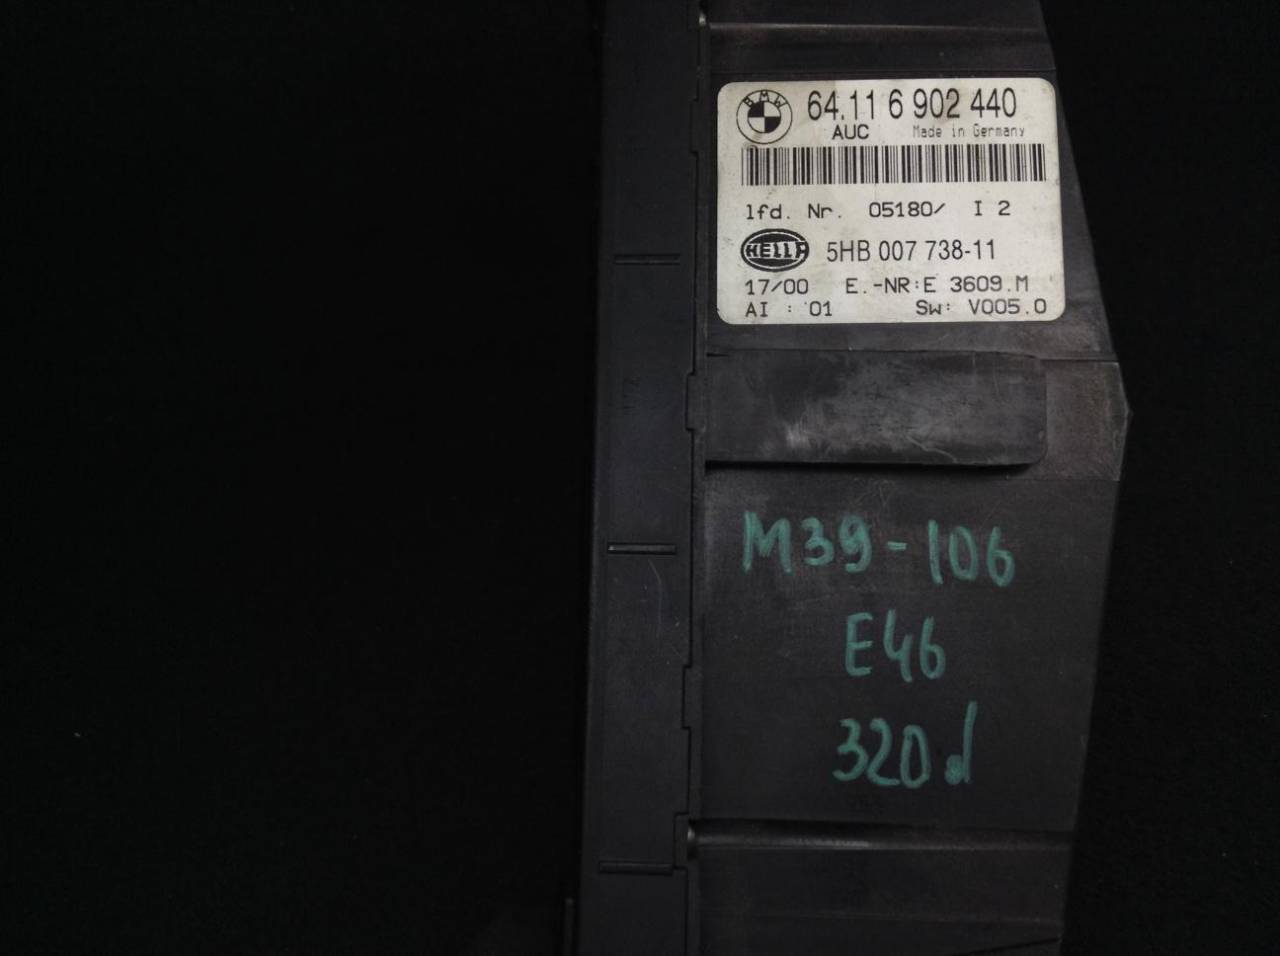 BMW 64.11 6 902 440
AUC Made in Germany
lfd. Nr. 05180/ I 2
HELLA 5HB 007 738-11
17/00 E.-NR:E 3609.M
AI : 01 Sw: V005.0
M39-106
E46
320d